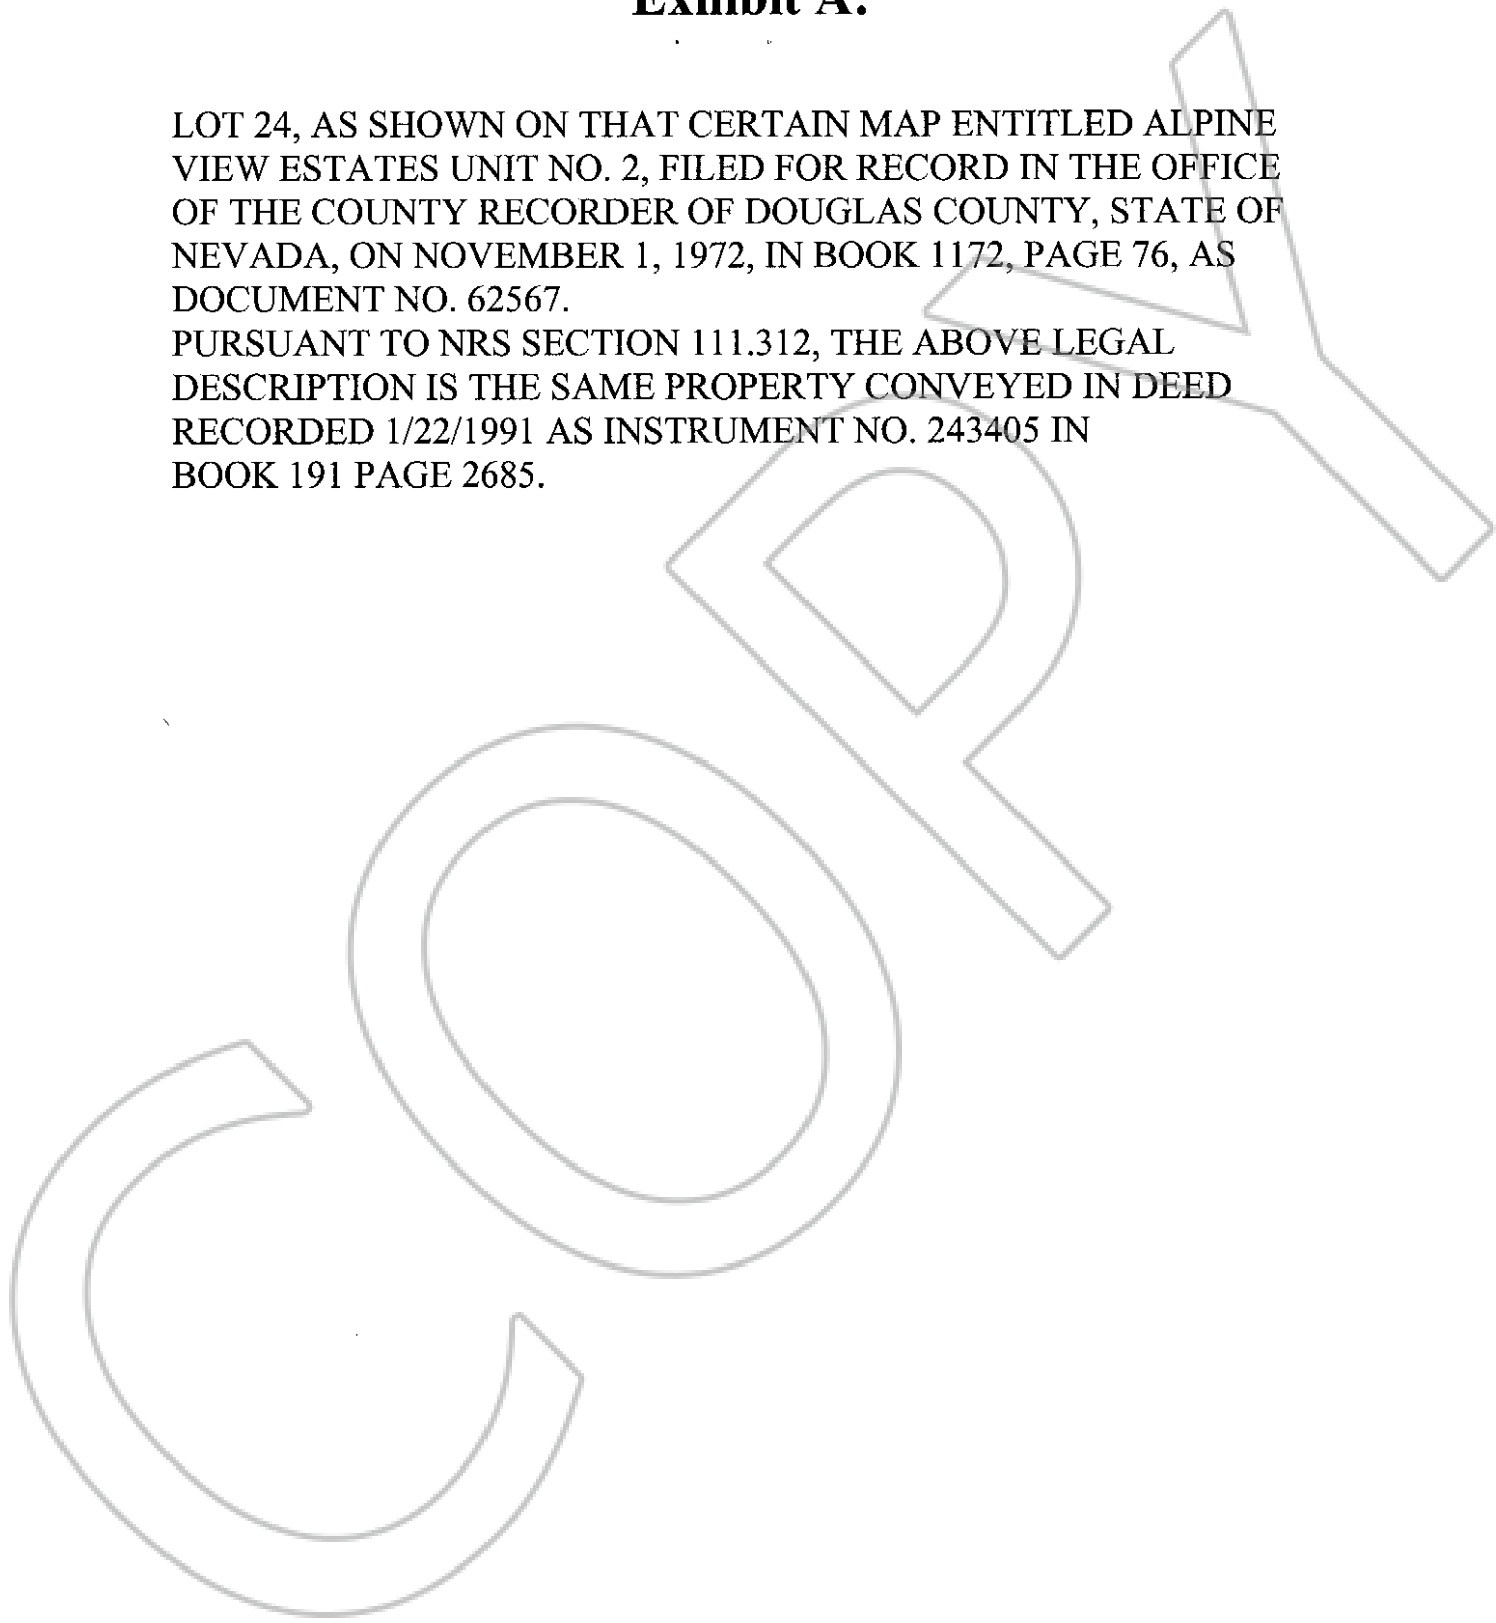 Exhibit A.
LOT 24, AS SHOWN ON THAT CERTAIN MAP ENTITLED ALPINE
VIEW ESTATES UNIT NO. 2, FILED FOR RECORD IN THE OFFICE
OF THE COUNTY RECORDER OF DOUGLAS COUNTY, STATE OF
NEVADA, ON NOVEMBER 1, 1972, IN BOOK 1172, PAGE 76, AS
DOCUMENT NO. 62567.
PURSUANT TO NRS SECTION 111.312, THE ABOVE LEGAL
DESCRIPTION IS THE SAME PROPERTY CONVEYED IN DEED
RECORDED 1/22/1991 AS INSTRUMENT NO. 243405 IN
BOOK 191 PAGE 2685.
COPY